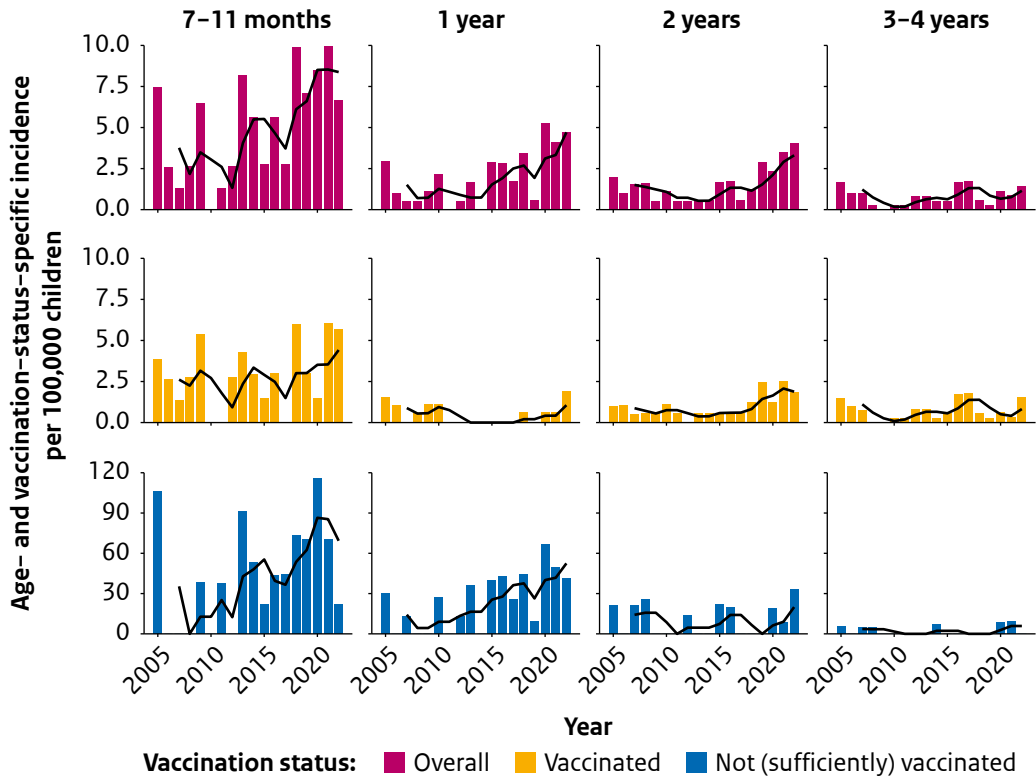 7–11 months
1 year
2 years
3–4 years
Age– and vaccination–status–specific incidence
per 100,000 children
10.0
7.5
5.0
2.5
0.0
10.0
7.5
5.0
2.5
0.0
120
90
60
30
0
2005 2010 2015 2020
2005 2010 2015 2020
2005 2010 2015 2020
2005 2010 2015 2020
Year
Vaccination status: Overall Vaccinated Not (sufficiently) vaccinated